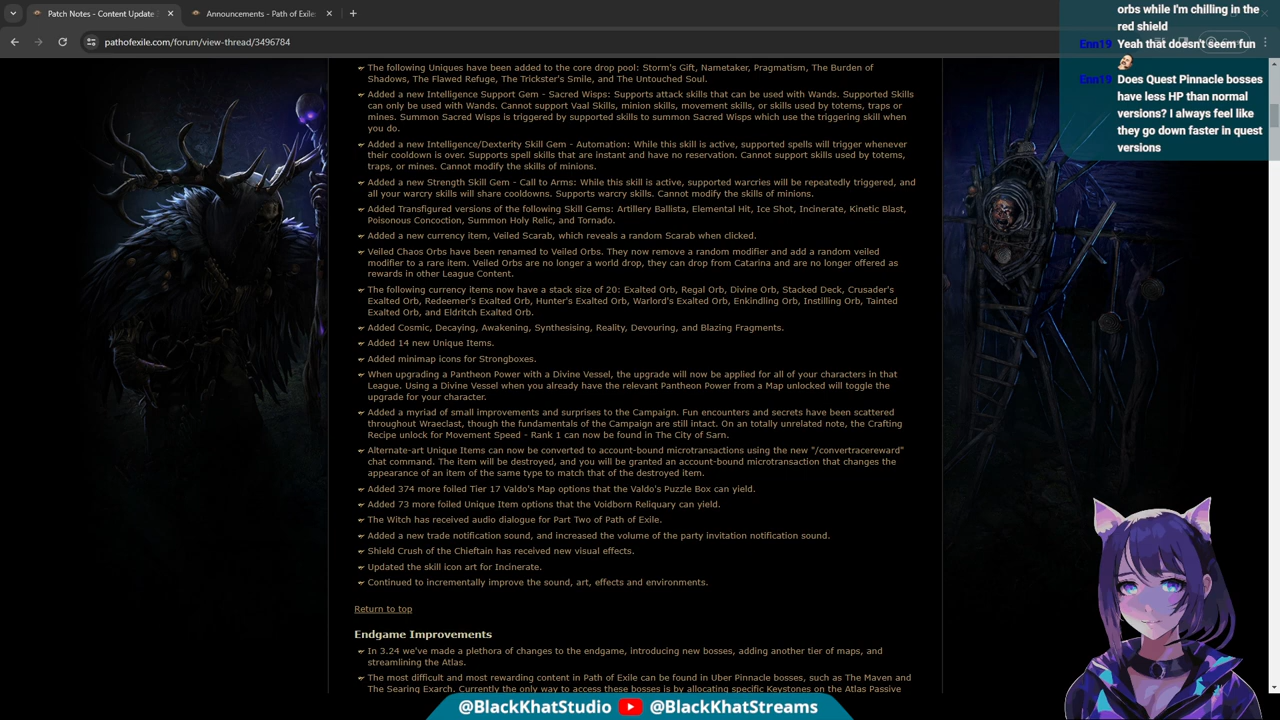 Patch Notes - Content Update
Announcements - Path of Exile
pathofexile.com/forum/view-thread/3496784
The following Uniques have been added to the core drop pool: Storm's Gift, Nametaker, Pragmatism, The Burden of
Shadows, The Flawed Refuge, The Trickster's Smile, and The Untouched Soul.
Added a new Intelligence Support Gem - Sacred Wisps: Supports attack skills that can be used with Wands. Supported Skills
can only be used with Wands. Cannot support Vaal Skills, minion skills, movement skills, or skills used by totems, traps or
mines. Summon Sacred Wisps is triggered by supported skills to summon Sacred Wisps which use the triggering skill when
you do.
Added a new Intelligence/Dexterity Skill Gem - Automation: While this skill is active, supported spells will trigger whenever
their cooldown is over. Supports spell skills that are instant and have no reservation. Cannot support skills used by totems,
traps, or mines. Cannot modify the skills of minions.
Added a new Strength Skill Gem - Call to Arms: While this skill is active, supported warcries will be repeatedly triggered, and
all your warcry skills will share cooldowns. Supports warcry skills. Cannot modify the skills of minions.
Added Transfigured versions of the following Skill Gems: Artillery Ballista, Elemental Hit, Ice Shot, Incinerate, Kinetic Blast,
Poisonous Concoction, Summon Holy Relic, and Tornado.
Added a new currency item, Veiled Scarab, which reveals a random Scarab when clicked.
Veiled Chaos Orbs have been renamed to Veiled Orbs. They now remove a random modifier and add a random veiled
modifier to a rare item. Veiled Orbs are no longer a world drop, they can drop from Catarina and are no longer offered as
rewards in other League Content.
The following currency items now have a stack size of 20: Exalted Orb, Regal Orb, Divine Orb, Stacked Deck, Crusader's
Exalted Orb, Redeemer's Exalted Orb, Hunter's Exalted Orb, Warlord's Exalted Orb, Enkindling Orb, Instilling Orb, Tainted
Exalted Orb, and Eldritch Exalted Orb.
Added Cosmic, Decaying, Awakening, Synthesising, Reality, Devouring, and Blazing Fragments.
Added 14 new Unique Items.
Added minimap icons for Strongboxes.
When upgrading a Pantheon Power with a Divine Vessel, the upgrade will now be applied for all of your characters in that
League. Using a Divine Vessel when you already have the relevant Pantheon Power from a Map unlocked will toggle the
upgrade for your character.
Added a myriad of small improvements and surprises to the Campaign. Fun encounters and secrets have been scattered
throughout Wraeclast, though the fundamentals of the Campaign are still intact. On an totally unrelated note, the Crafting
Recipe unlock for Movement Speed - Rank 1 can now be found in The City of Sarn.
Alternate-art Unique Items can now be converted to account-bound microtransactions using the new "/convertracereward"
chat command. The item will be destroyed, and you will be granted an account-bound microtransaction that changes the
appearance of an item of the same type to match that of the destroyed item.
Added 374 more foiled Tier 17 Valdo's Map options that the Valdo's Puzzle Box can yield.
Added 73 more foiled Unique Item options that the Voidborn Reliquary can yield.
The Witch has received audio dialogue for Part Two of Path of Exile.
Added a new trade notification sound, and increased the volume of the party invitation notification sound.
Shield Crush of the Chieftain has received new visual effects.
Updated the skill icon art for Incinerate.
Continued to incrementally improve the sound, art, effects and environments.
Return to top
Endgame Improvements
In 3.24 we've made a plethora of changes to the endgame, introducing new bosses, adding another tier of maps, and
streamlining the Atlas.
The most difficult and most rewarding content in Path of Exile can be found in Uber Pinnacle bosses, such as The Maven and
The Searing Exarch. Currently the only way to access these bosses is by allocating specific Keystones on the Atlas Passive
orbs while I'm chilling in the
red shield
Enn19 Yeah that doesn't seem fun
Enn19 Does Quest Pinnacle bosses
have less HP than normal
versions? I always feel like
they go down faster in quest
versions
@BlackKhatStudio @BlackKhatStreams